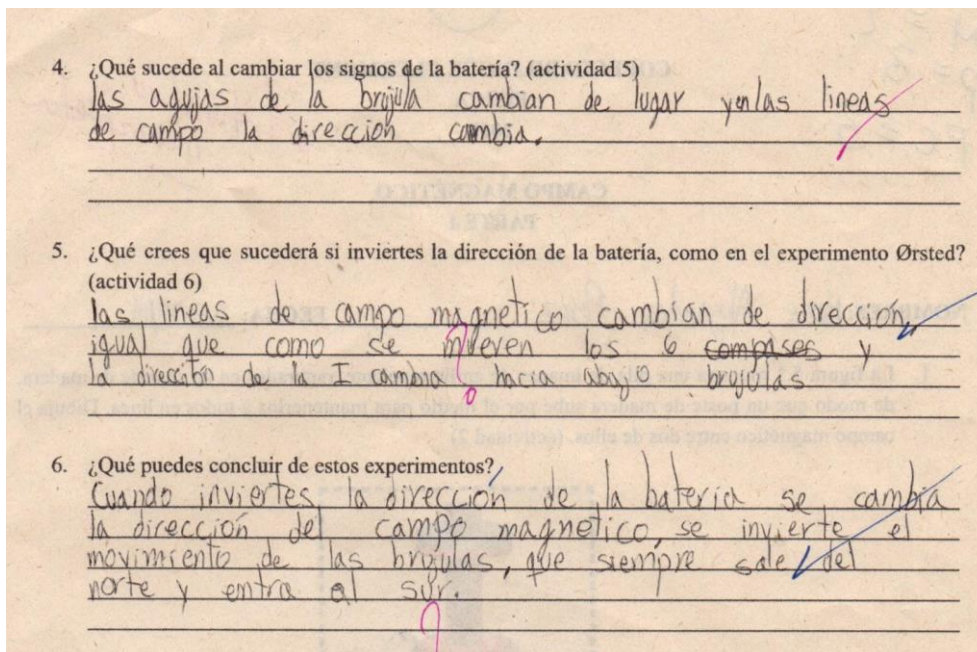 4. ¿Qué sucede al cambiar los signos de la batería? (actividad 5)
las agujas de la brujula cambian de lugar y en las lineas
de campo la dirección cambia.
5. ¿Qué crees que sucederá si inviertes la dirección de la batería, como en el experimento Ørsted?
(actividad 6)
las lineas de campo magnetico cambian de dirección,
igual que como se mueven los 6 compases y
la dirección de la I cambia hacia abajo brujulas
?
6. ¿Qué puedes concluir de estos experimentos?
Cuando inviertes la dirección de la bateria se cambia
la dirección del campo magnetico, se invierte el
movimiento de las brujulas, que siempre sale del
norte y entra al sur.
?